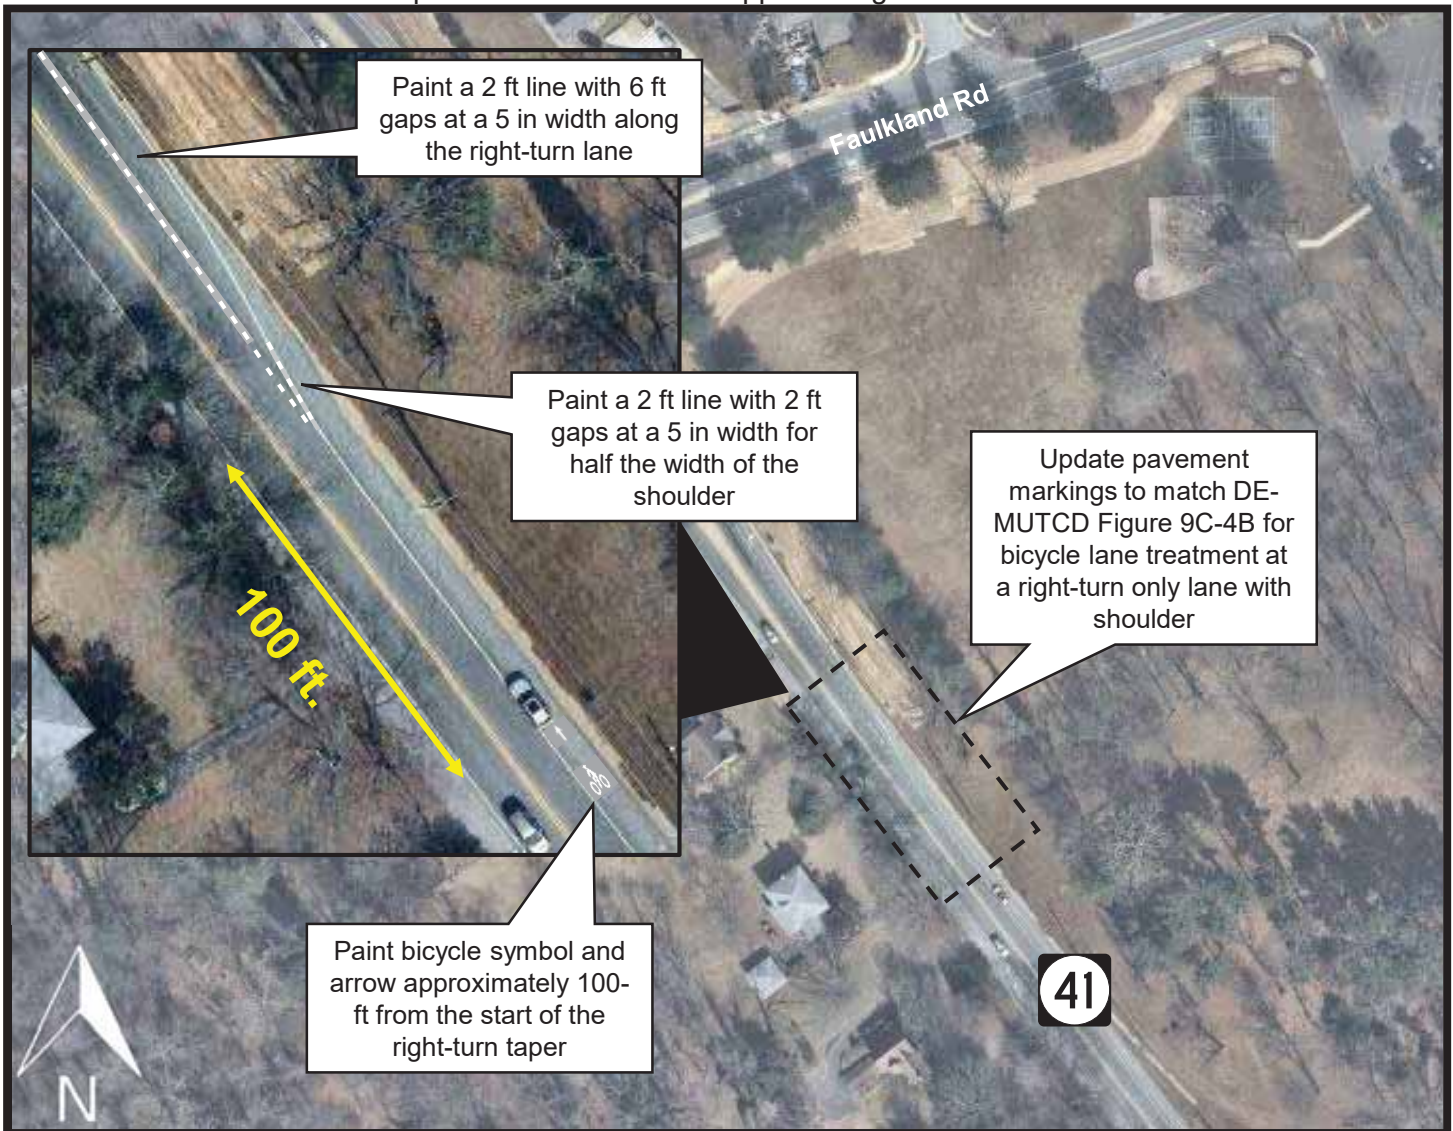 Paint a 2 ft line with 6 ft
gaps at a 5 in width along
the right-turn lane
Faulkland Rd
Paint a 2 ft line with 2 ft
gaps at a 5 in width for
half the width of the
shoulder
Update pavement
markings to match DE-
MUTCD Figure 9C-4B for
bicycle lane treatment at
a right-turn only lane with
shoulder
100 ft.
Paint bicycle symbol and
arrow approximately 100-
ft from the start of the
right-turn taper
41
N